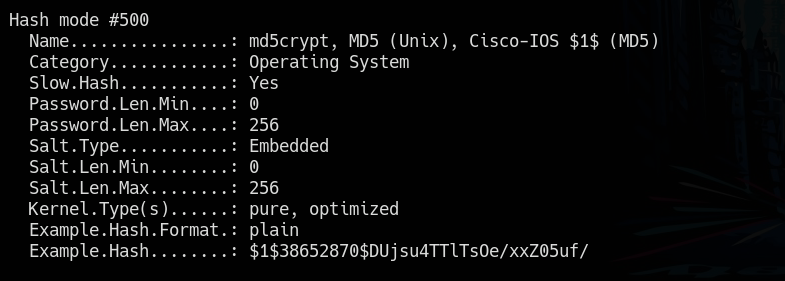 Hash mode #500
  Name................: md5crypt, MD5 (Unix), Cisco-IOS $1$ (MD5)
  Category............: Operating System
  Slow.Hash...........: Yes
  Password.Len.Min....: 0
  Password.Len.Max....: 256
  Salt.Type...........: Embedded
  Salt.Len.Min........: 0
  Salt.Len.Max........: 256
  Kernel.Type(s)......: pure, optimized
  Example.Hash.Format.: plain
  Example.Hash........: $1$38652870$DUjsu4TTlTsOe/xxZ05uf/